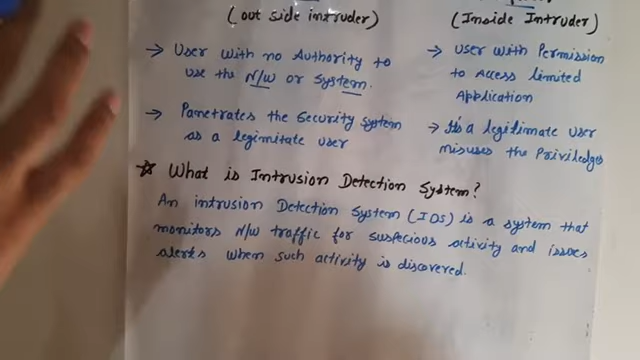 (out side intruder)
(Inside Intruder)
→ User with no Authority to
use the N/W or System.
→ Panetrates the Security System
as a legimitate user
→ User with Permission
to Access limited
Application
→ It's a legitimate user
misuses the Priviledges
☆ What is Intrusion Detection System?
An intrusion Detection System (IDS) is a system that
monitors N/W traffic for suspecious activity and issues
alerts when such activity is discovered.